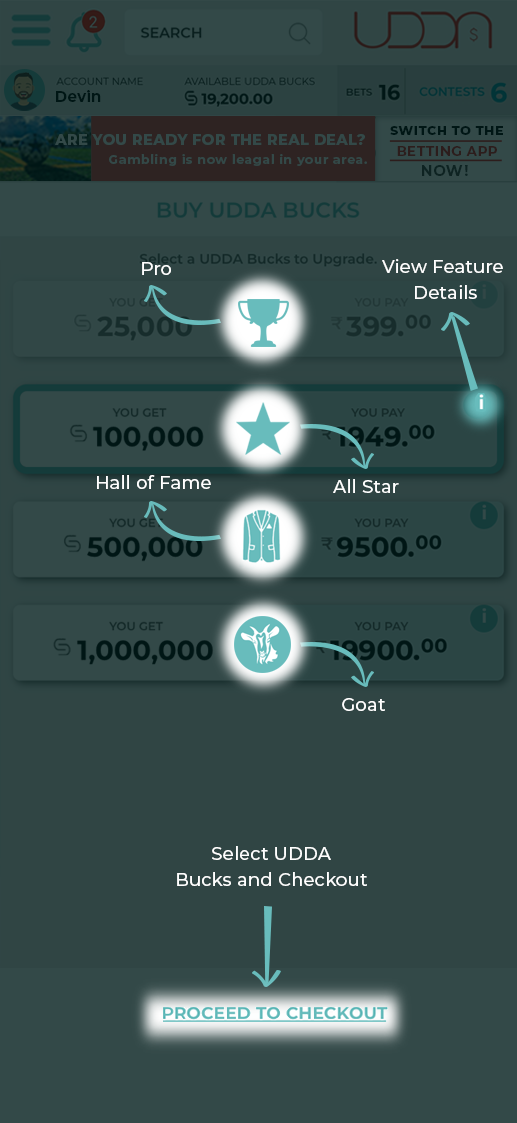 2
SEARCH
UDDA $
ACCOUNT NAME
Devin
AVAILABLE UDDA BUCKS
19,200.00
BETS 16
CONTESTS 6
ARE YOU READY FOR THE REAL DEAL?
Gambling is now leagal in your area.
SWITCH TO THE
BETTING APP
NOW!
BUY UDDA BUCKS
Select a UDDA Bucks to Upgrade.
Pro
View Feature
Details
YOU GET
25,000
YOU PAY
₹ 399.00
i
YOU GET
100,000
YOU PAY
₹ 1949.00
i
Hall of Fame
All Star
YOU GET
500,000
YOU PAY
₹ 9500.00
i
YOU GET
1,000,000
YOU PAY
₹ 19900.00
i
Goat
Select UDDA
Bucks and Checkout
PROCEED TO CHECKOUT